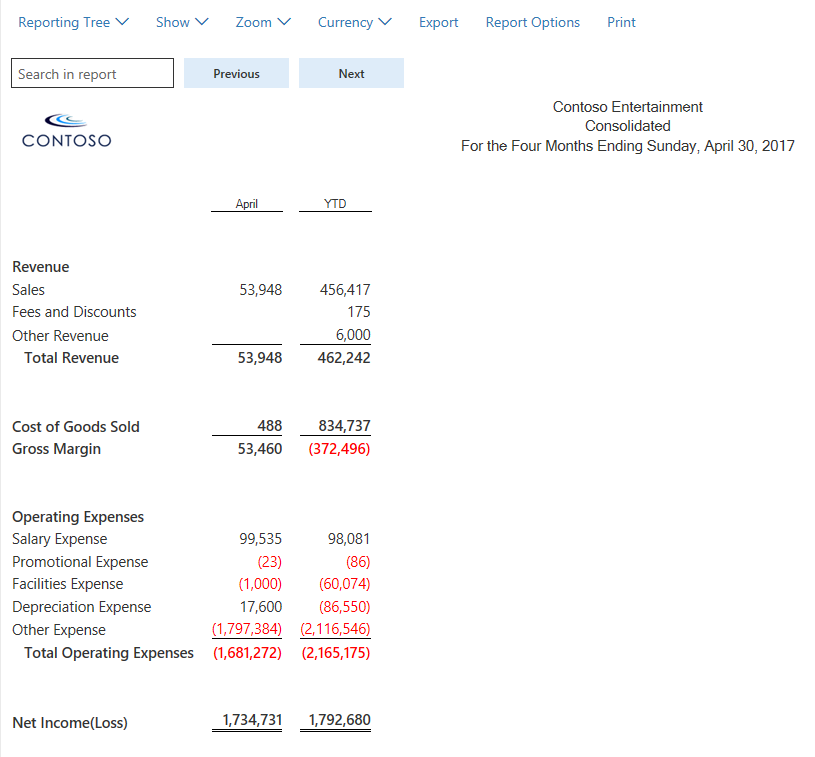 Reporting Tree Show Zoom Currency Export Report Options Print
Search in report Previous Next
CONTOSO
Contoso Entertainment
Consolidated
For the Four Months Ending Sunday, April 30, 2017
April YTD
Revenue
Sales 53,948 456,417
Fees and Discounts 175
Other Revenue 6,000
Total Revenue 53,948 462,242
Cost of Goods Sold 488 834,737
Gross Margin 53,460 (372,496)
Operating Expenses
Salary Expense 99,535 98,081
Promotional Expense (23) (86)
Facilities Expense (1,000) (60,074)
Depreciation Expense 17,600 (86,550)
Other Expense (1,797,384) (2,116,546)
Total Operating Expenses (1,681,272) (2,165,175)
Net Income(Loss) 1,734,731 1,792,680